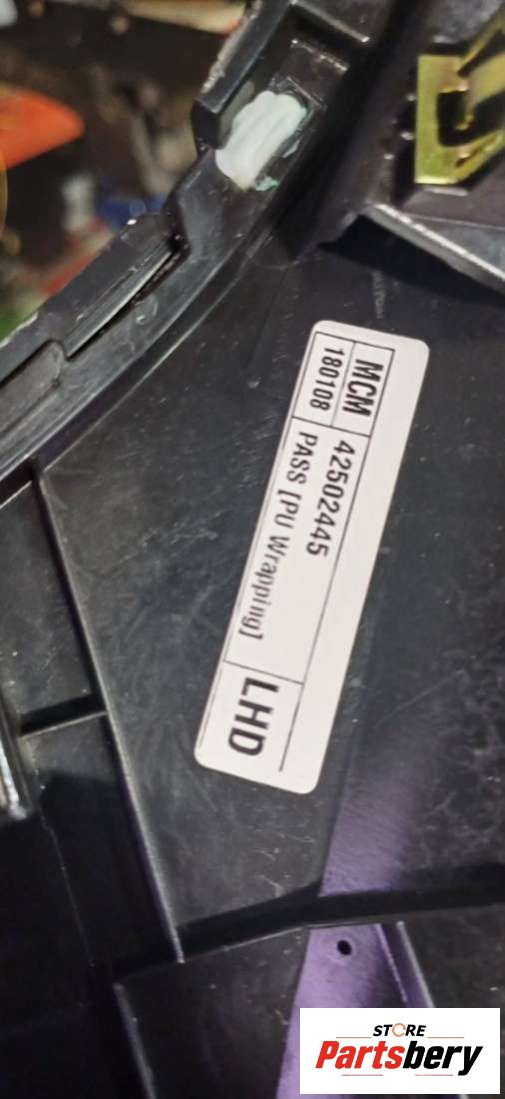 MCM
180108
42502445
PASS [PU Wrapping]
LHD
STORE
Partsbery